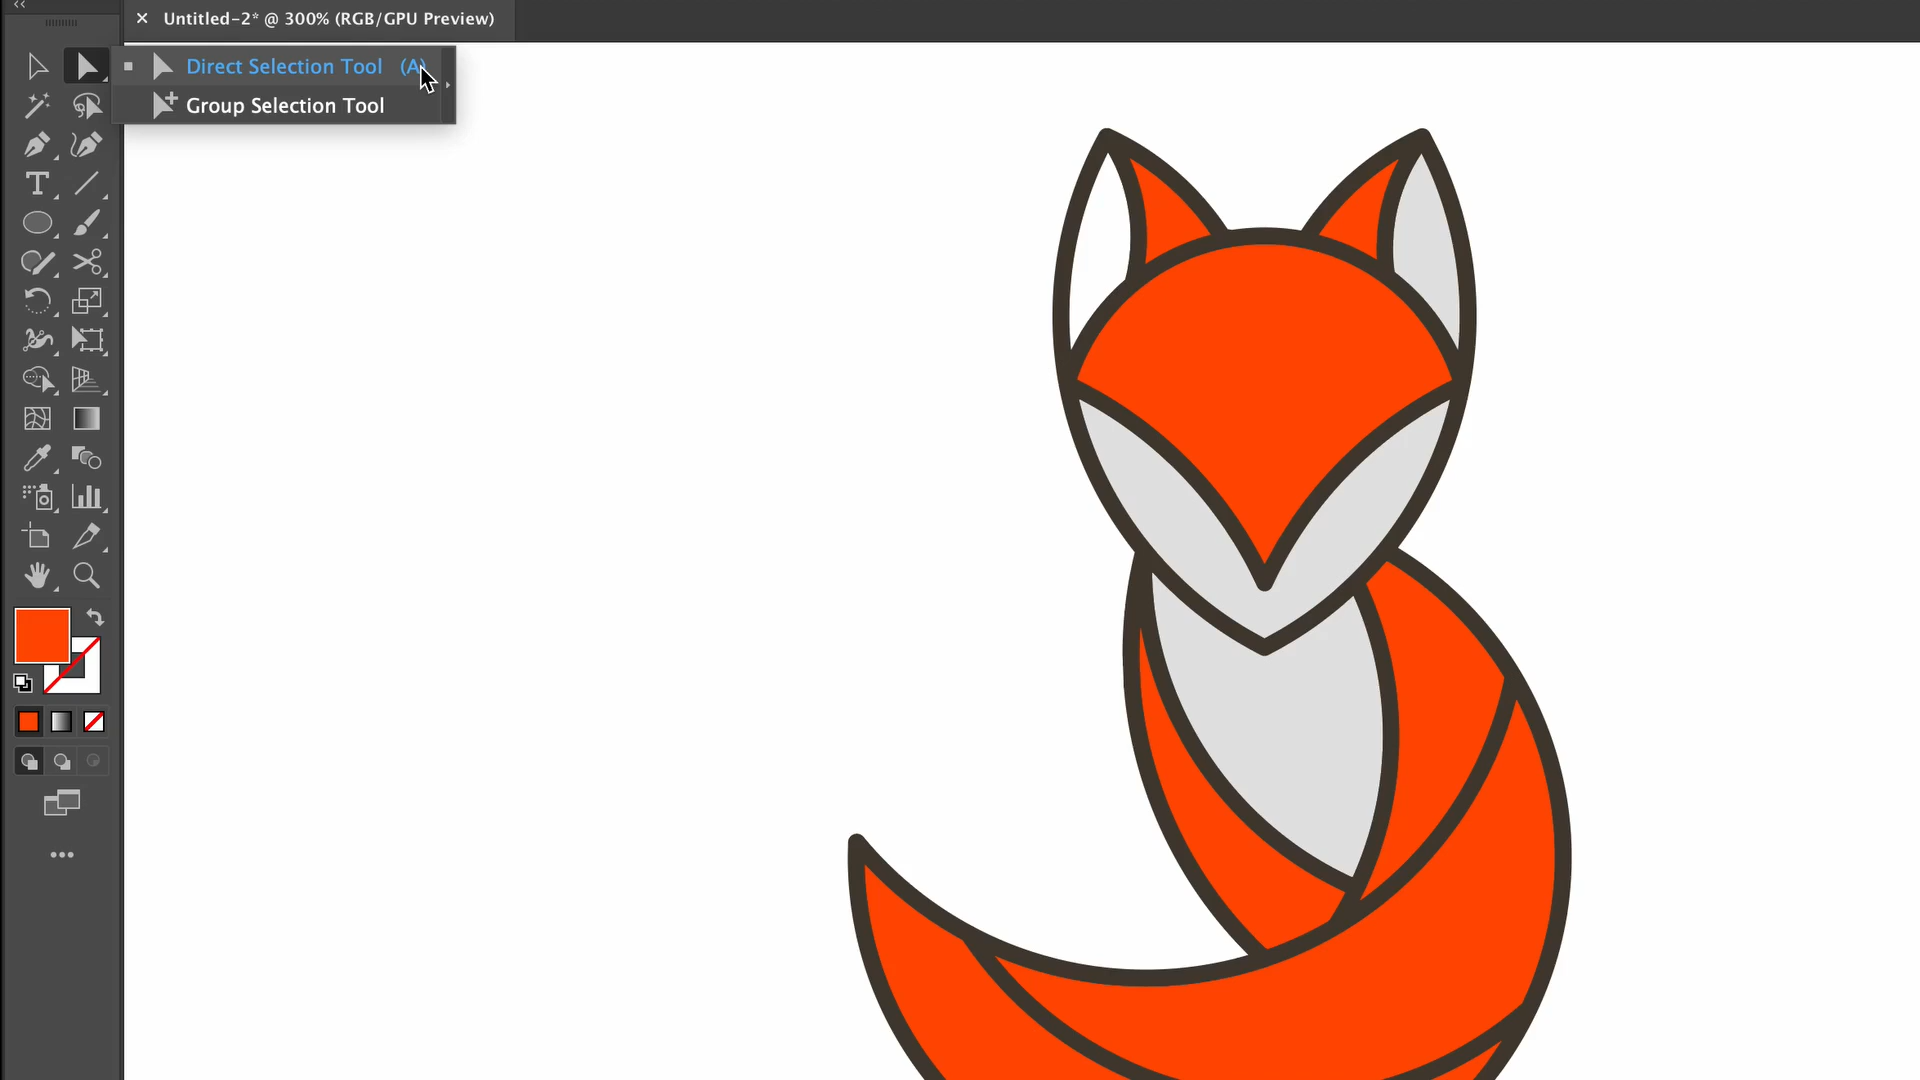 Untitled-2* @ 300% (RGB/GPU Preview)
Direct Selection Tool (A)
Group Selection Tool